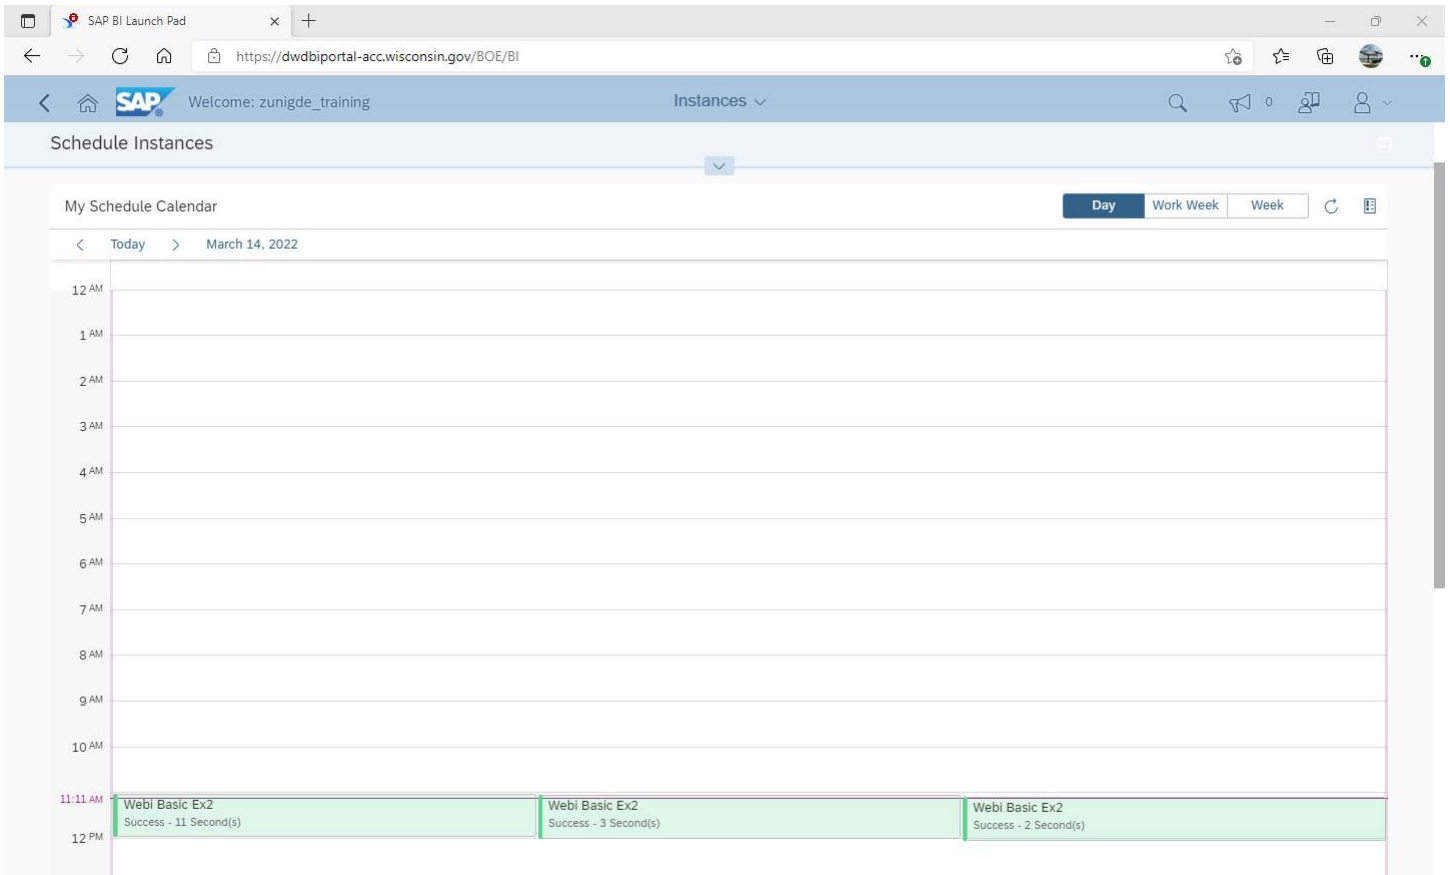 SAP BI Launch Pad
https://dwdbiportal-acc.wisconsin.gov/BOE/BI
SAP® Welcome: zunigde_training Instances 0
Schedule Instances
My Schedule Calendar Day Work Week Week
Today March 14, 2022
12 AM
1 AM
2 AM
3 AM
4 AM
5 AM
6 AM
7 AM
8 AM
9 AM
10 AM
11:11 AM Webi Basic Ex2 Webi Basic Ex2 Webi Basic Ex2
Success - 11 Second(s) Success - 3 Second(s) Success - 2 Second(s)
12 PM